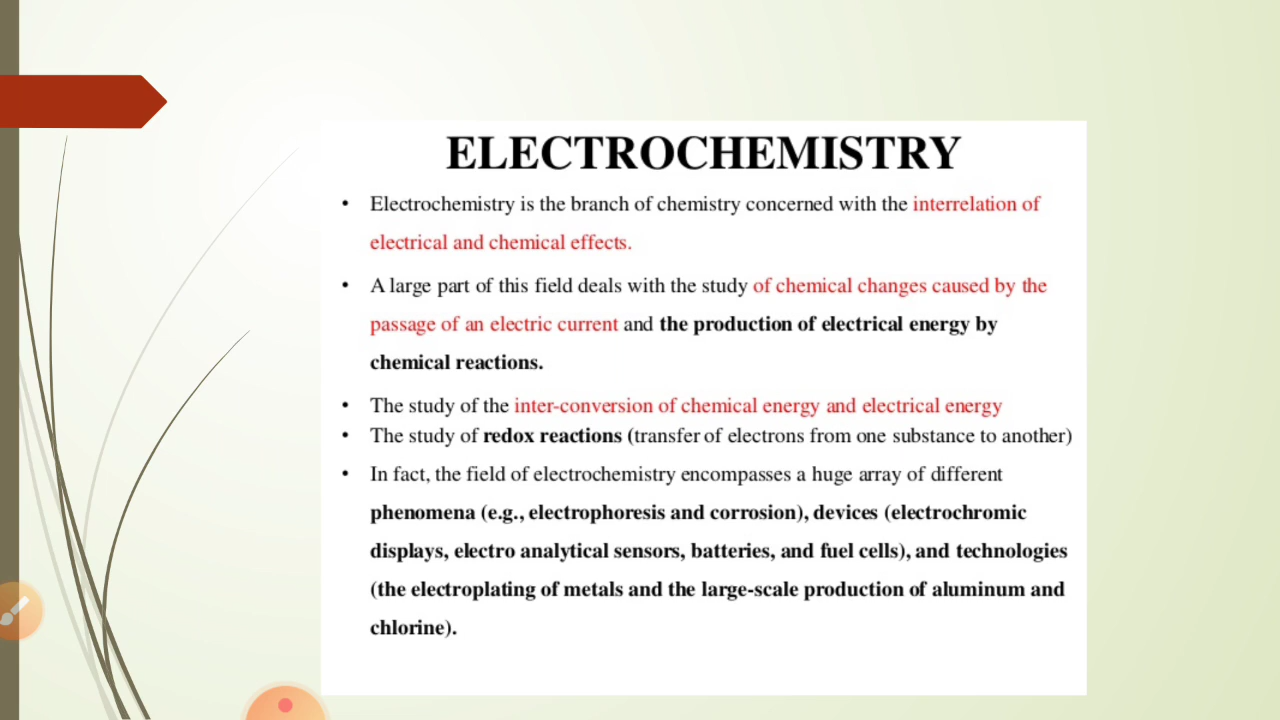 ELECTROCHEMISTRY
• Electrochemistry is the branch of chemistry concerned with the interrelation of
electrical and chemical effects.
• A large part of this field deals with the study of chemical changes caused by the
passage of an electric current and the production of electrical energy by
chemical reactions.
• The study of the inter-conversion of chemical energy and electrical energy
• The study of redox reactions (transfer of electrons from one substance to another)
• In fact, the field of electrochemistry encompasses a huge array of different
phenomena (e.g., electrophoresis and corrosion), devices (electrochromic
displays, electro analytical sensors, batteries, and fuel cells), and technologies
(the electroplating of metals and the large-scale production of aluminum and
chlorine).